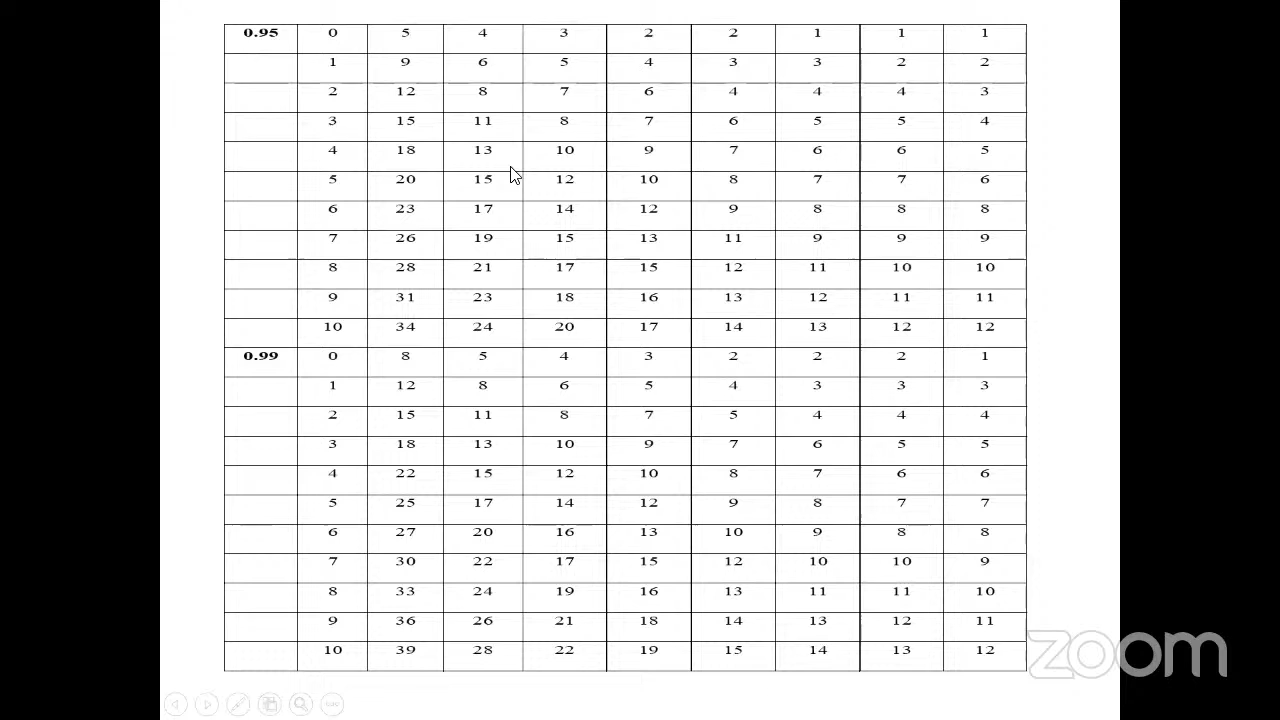 0.95 0 5 4 3 2 2 1 1 1
1 9 6 5 4 3 3 2 2
2 12 8 7 6 4 4 4 3
3 15 11 8 7 6 5 5 4
4 18 13 10 9 7 6 6 5
5 20 15 12 10 8 7 7 6
6 23 17 14 12 9 8 8 8
7 26 19 15 13 11 9 9 9
8 28 21 17 15 12 11 10 10
9 31 23 18 16 13 12 11 11
10 34 24 20 17 14 13 12 12
0.99 0 8 5 4 3 2 2 2 1
1 12 8 6 5 4 3 3 3
2 15 11 8 7 5 4 4 4
3 18 13 10 9 7 6 5 5
4 22 15 12 10 8 7 6 6
5 25 17 14 12 9 8 7 7
6 27 20 16 13 10 9 8 8
7 30 22 17 15 12 10 10 9
8 33 24 19 16 13 11 11 10
9 36 26 21 18 14 13 12 11
10 39 28 22 19 15 14 13 12
zoom